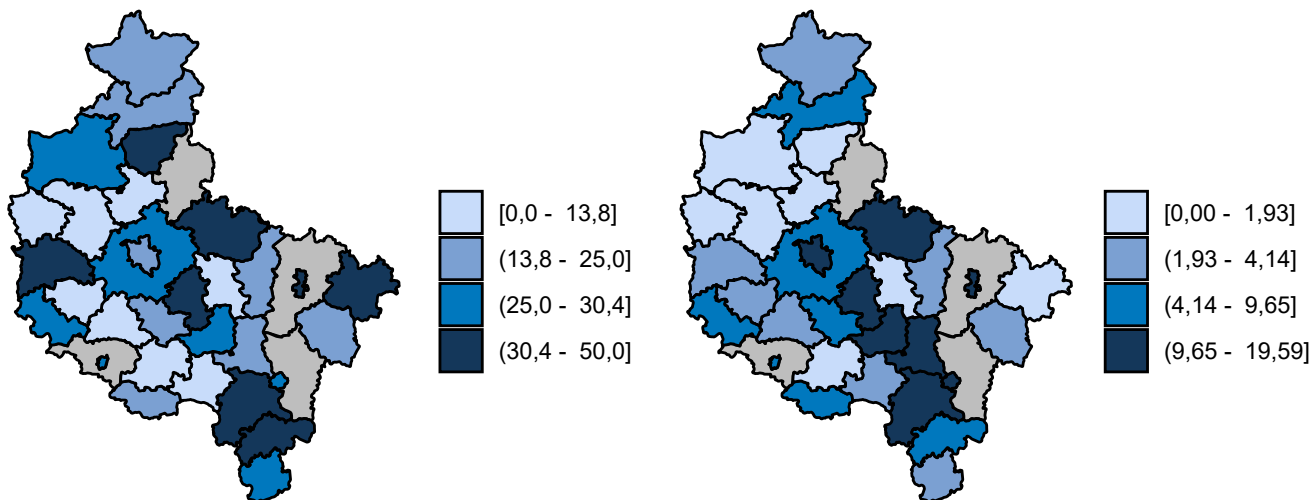 [0,0 - 13,8]
(13,8 - 25,0]
(25,0 - 30,4]
(30,4 - 50,0]
[0,00 - 1,93]
(1,93 - 4,14]
(4,14 - 9,65]
(9,65 - 19,59]